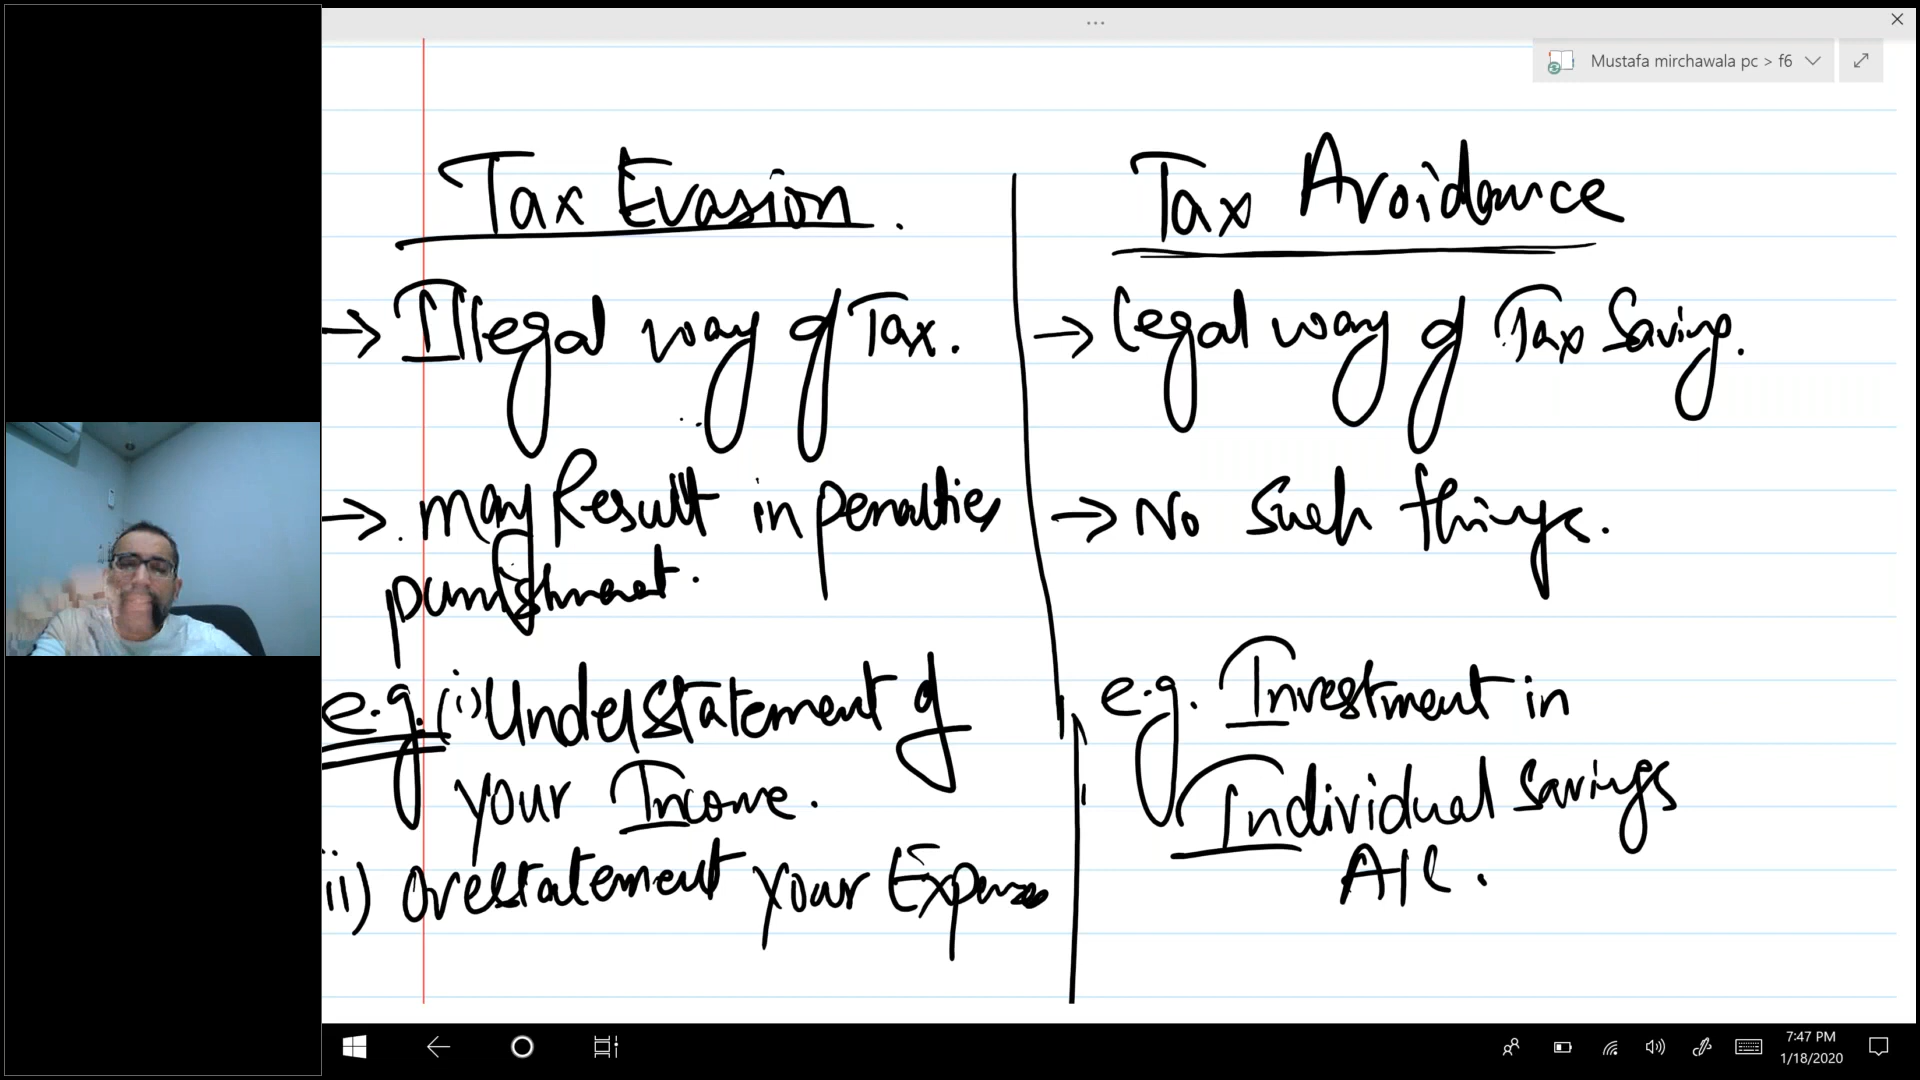 Mustafa mirchawala pc > f6
Tax Evasion.
→ Illegal way of Tax.
→ may Result in penalties
punishment.
e.g. (i) Understatement of
your Income.
ii) Overstatement your Expenses
Tax Avoidance
→ legal way of Tax Saving.
→ No Such things.
e.g. Investment in
Individual Savings
A/C.
7:47 PM
1/18/2020